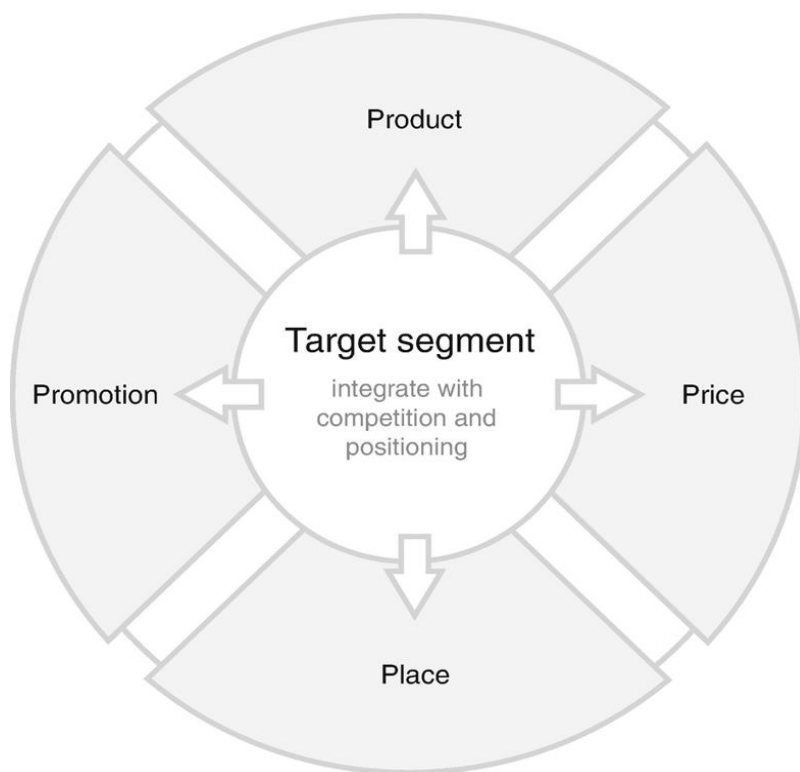 Product
Target segment
integrate with
competition and
positioning
Promotion
Price
Place